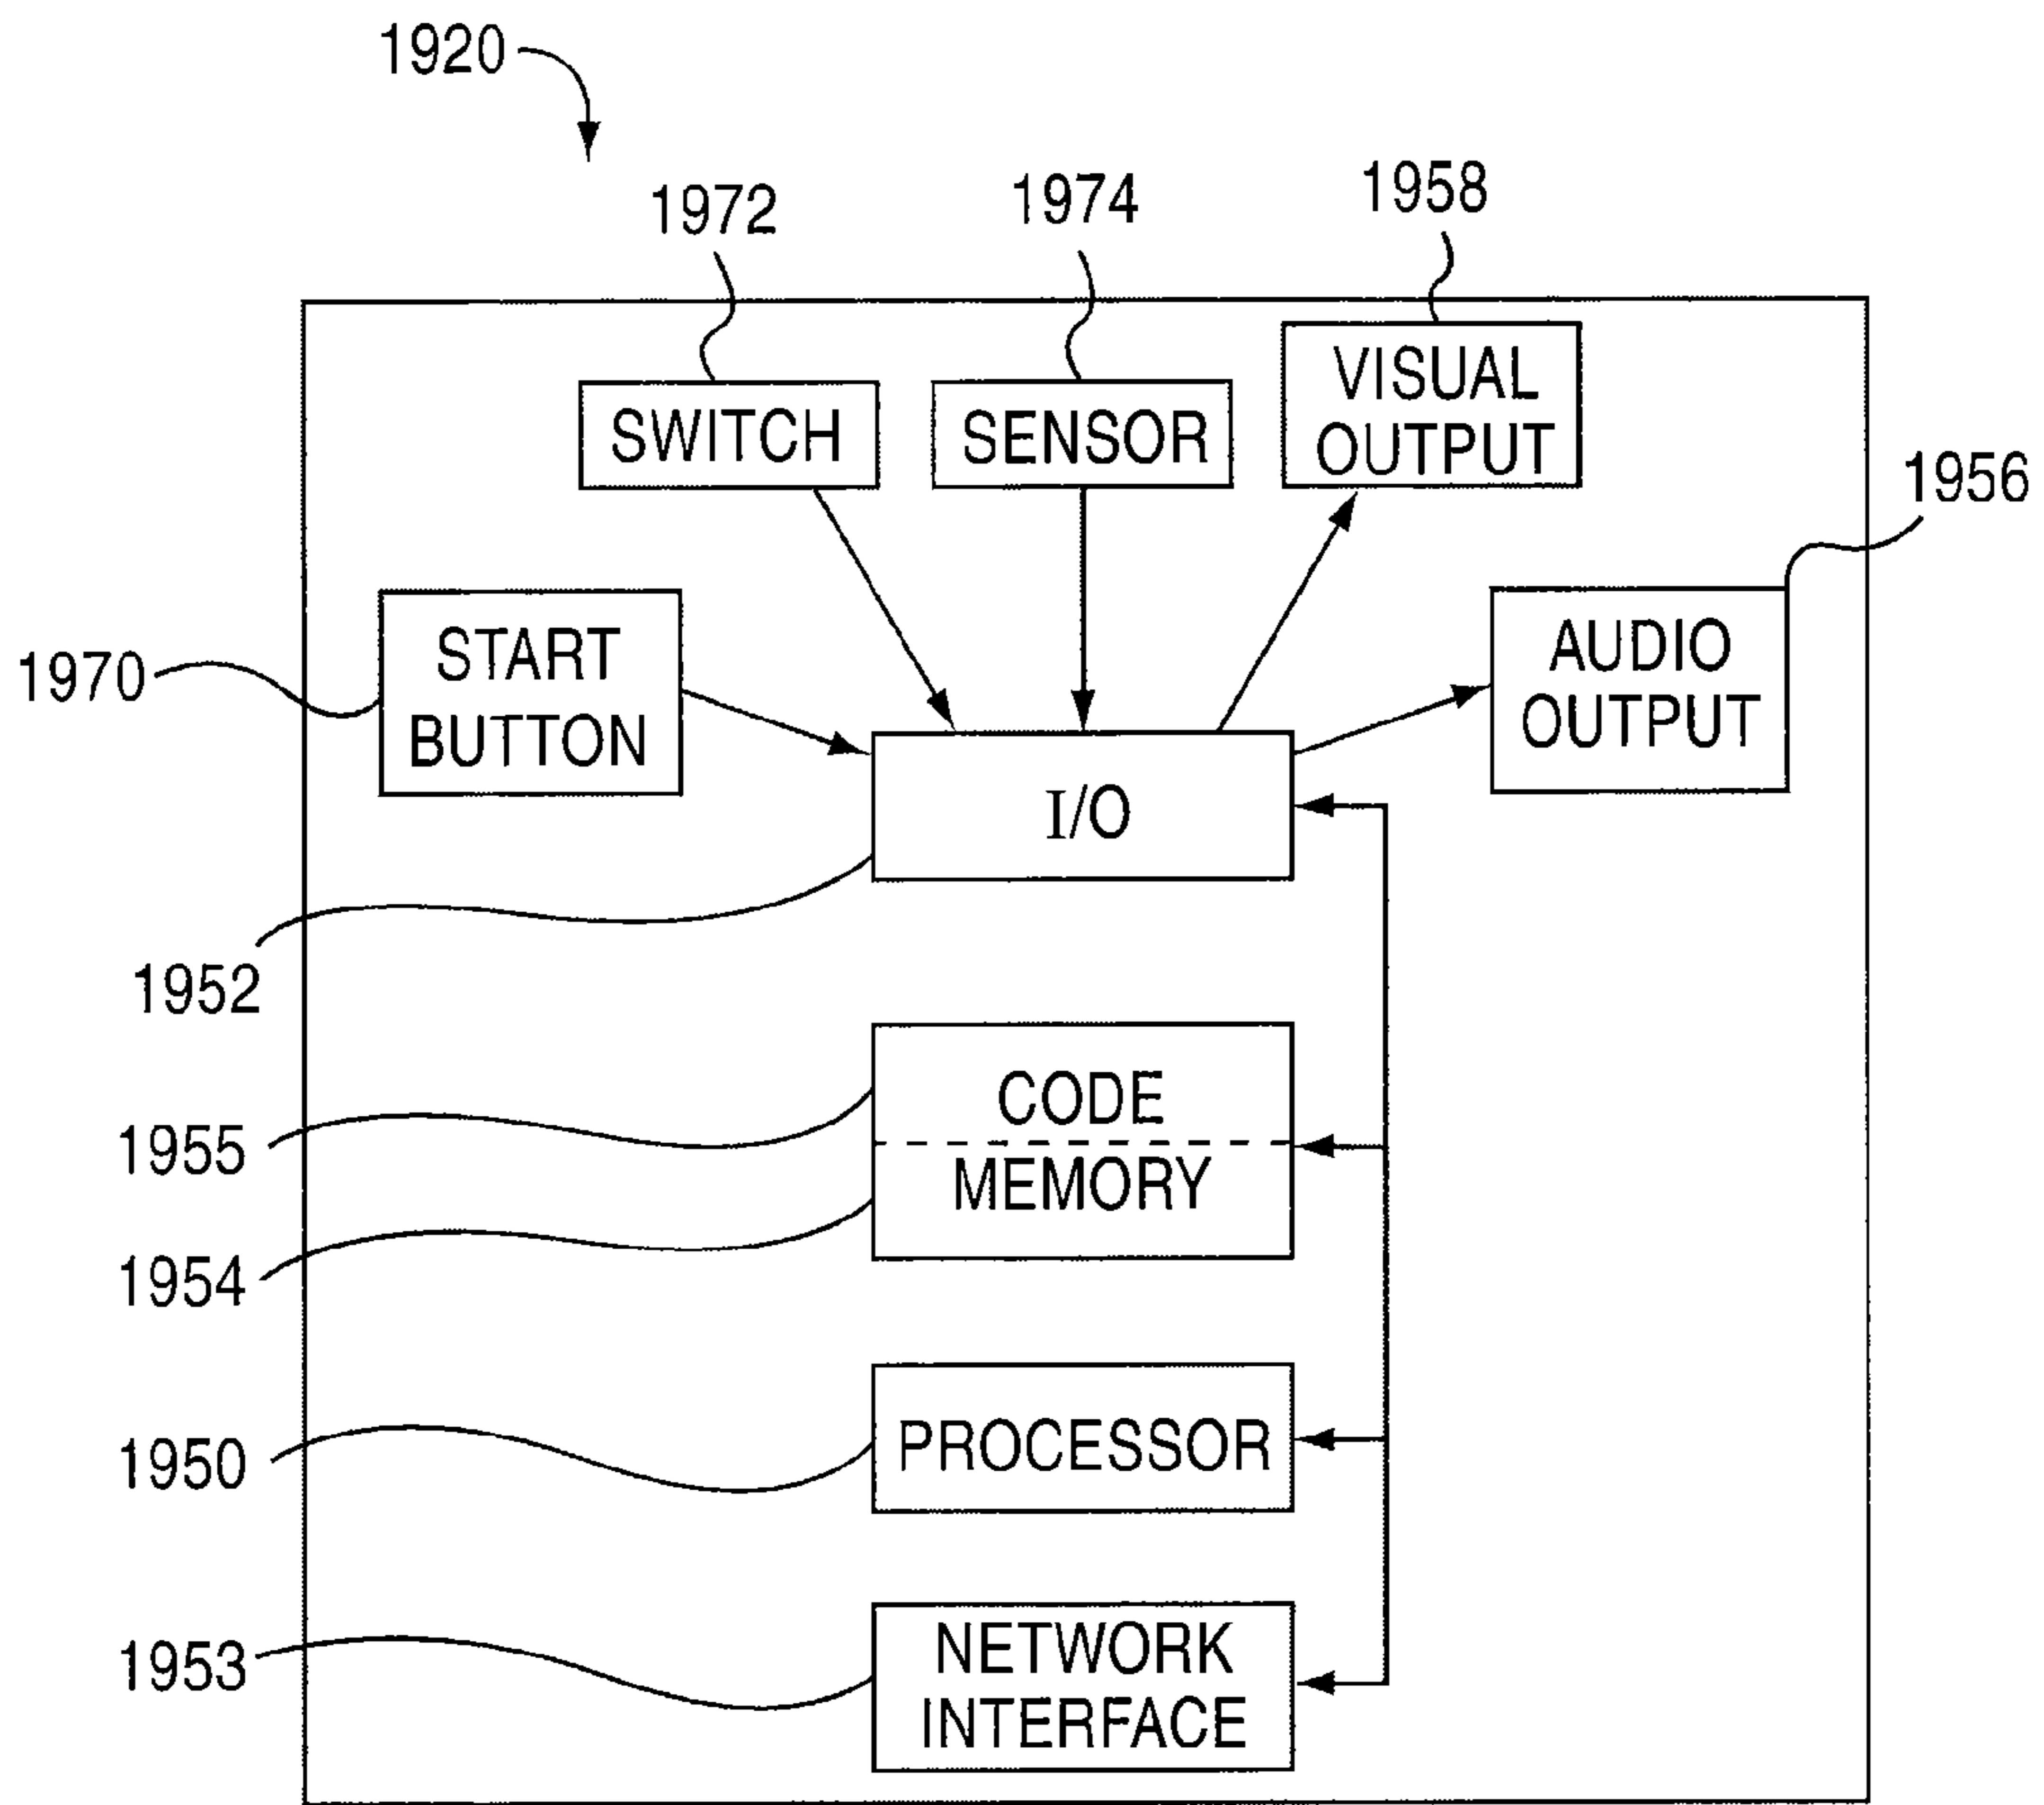 1920
1972
1974
1958
SWITCH
SENSOR
VISUAL
OUTPUT
1956
1970
START
BUTTON
AUDIO
OUTPUT
I/O
1952
CODE
1955
MEMORY
1954
1950
PROCESSOR
1953
NETWORK
INTERFACE